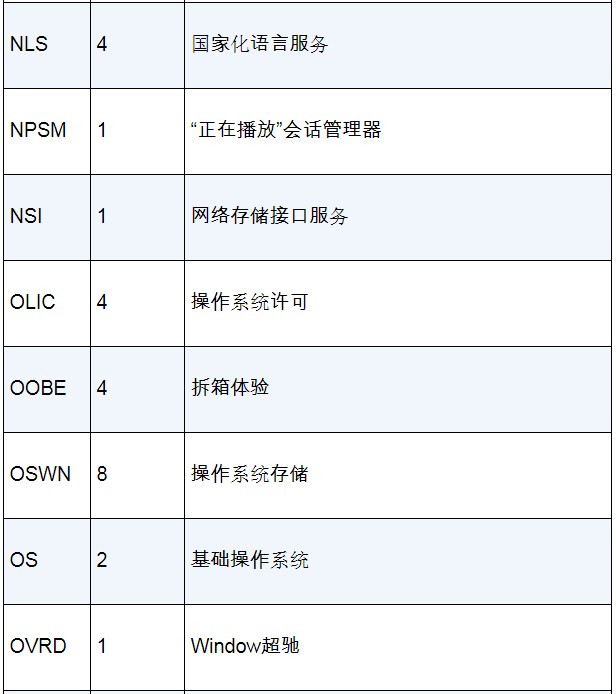 NLS 4 国家化语言服务
NPSM 1 “正在播放”会话管理器
NSI 1 网络存储接口服务
OLIC 4 操作系统许可
OOBE 4 拆箱体验
OSWN 8 操作系统存储
OS 2 基础操作系统
OVRD 1 Window超驰